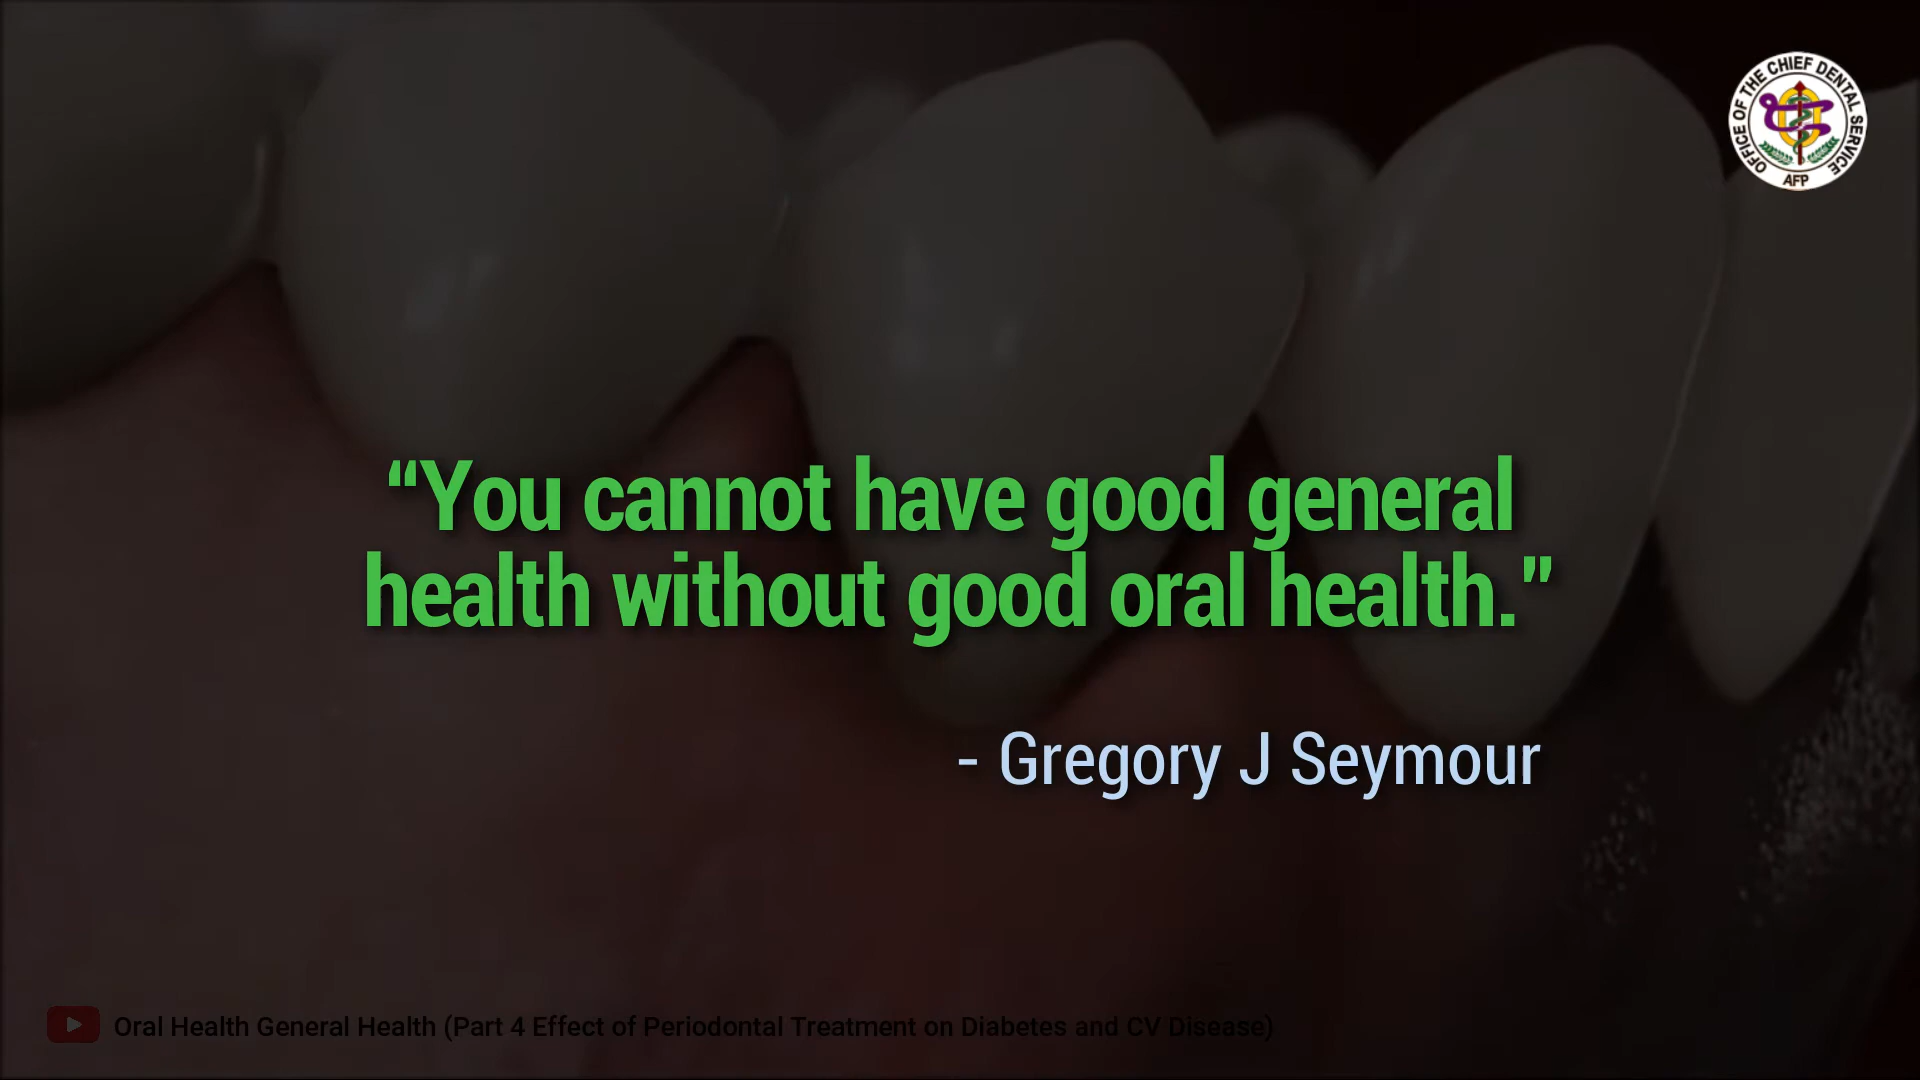 OFFICE OF THE CHIEF DENTAL SERVICE
AFP
“You cannot have good general
health without good oral health.”
- Gregory J Seymour
Oral Health General Health (Part 4 Effect of Periodontal Treatment on Diabetes and CV Disease)